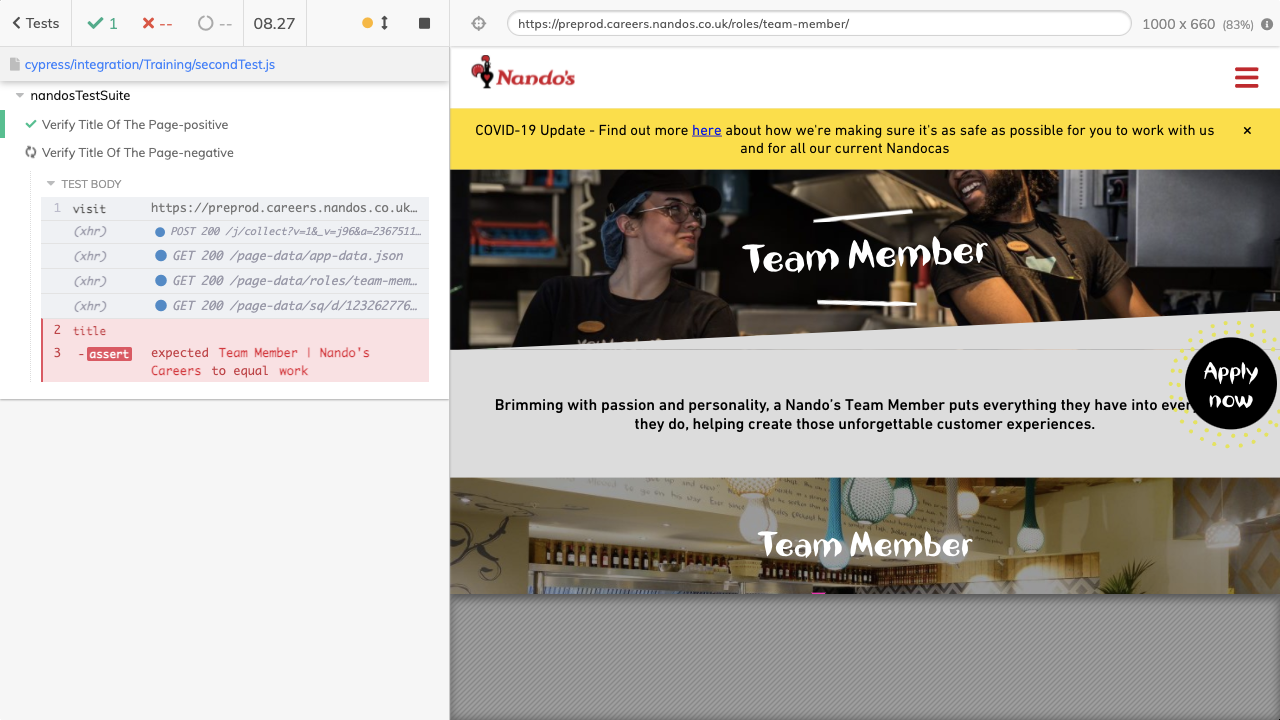 Tests
1
--
--
08.27
https://preprod.careers.nandos.co.uk/roles/team-member/
1000 x 660 (83%)
cypress/integration/Training/secondTest.js
nandosTestSuite
Verify Title Of The Page-positive
Verify Title Of The Page-negative
TEST BODY
1 visit https://preprod.careers.nandos.co.uk…
(xhr) POST 200 /j/collect?v=1&_v=j96&a=2367511…
(xhr) GET 200 /page-data/app-data.json
(xhr) GET 200 /page-data/roles/team-mem…
(xhr) GET 200 /page-data/sq/d/123262776…
2 title
3 -assert expected Team Member | Nando's
Careers to equal work
Nando's
COVID-19 Update - Find out more here about how we're making sure it's as safe as possible for you to work with us
and for all our current Nandocas
×
Team Member
Apply
now
Brimming with passion and personality, a Nando’s Team Member puts everything they have into every
they do, helping create those unforgettable customer experiences.
Team Member